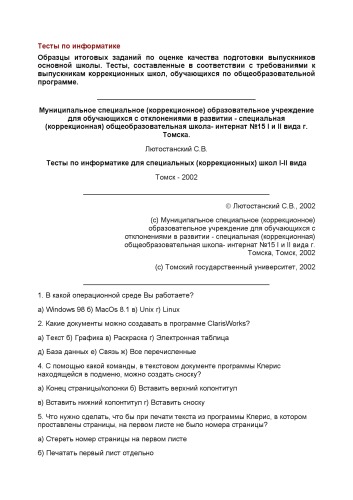 Тесты по информатике
Образцы итоговых заданий по оценке качества подготовки выпускников
основной школы. Тесты, составленные в соответствии с требованиями к
выпускникам коррекционных школ, обучающихся по общеобразовательной
программе.
Муниципальное специальное (коррекционное) образовательное учреждение
для обучающихся с отклонениями в развитии - специальная
(коррекционная) общеобразовательная школа- интернат №15 I и II вида г.
Томска.
Лютостанский С.В.
Тесты по информатике для специальных (коррекционных) школ I-II вида
Томск - 2002
© Лютостанский С.В., 2002
(с) Муниципальное специальное (коррекционное)
образовательное учреждение для обучающихся с
отклонениями в развитии - специальная (коррекционная)
общеобразовательная школа- интернат №15 I и II вида г.
Томска, Томск, 2002
(с) Томский государственный университет, 2002
1. В какой операционной среде Вы работаете?
а) Windows 98 б) MacOs 8.1 в) Unix г) Linux
2. Какие документы можно создавать в программе ClarisWorks?
а) Текст б) Графика в) Раскраска г) Электронная таблица
д) База данных е) Связь ж) Все перечисленные
4. С помощью какой команды, в текстовом документе программы Клерис
находящейся в подменю, можно создать сноску?
а) Конец страницы/колонки б) Вставить верхний колонтитул
в) Вставить нижний колонтитул г) Вставить сноску
5. Что нужно сделать, что бы при печати текста из программы Клерис, в котором
проставлены страницы, на первом листе не было номера страницы?
а) Стереть номер страницы на первом листе
б) Печатать первый лист отдельно